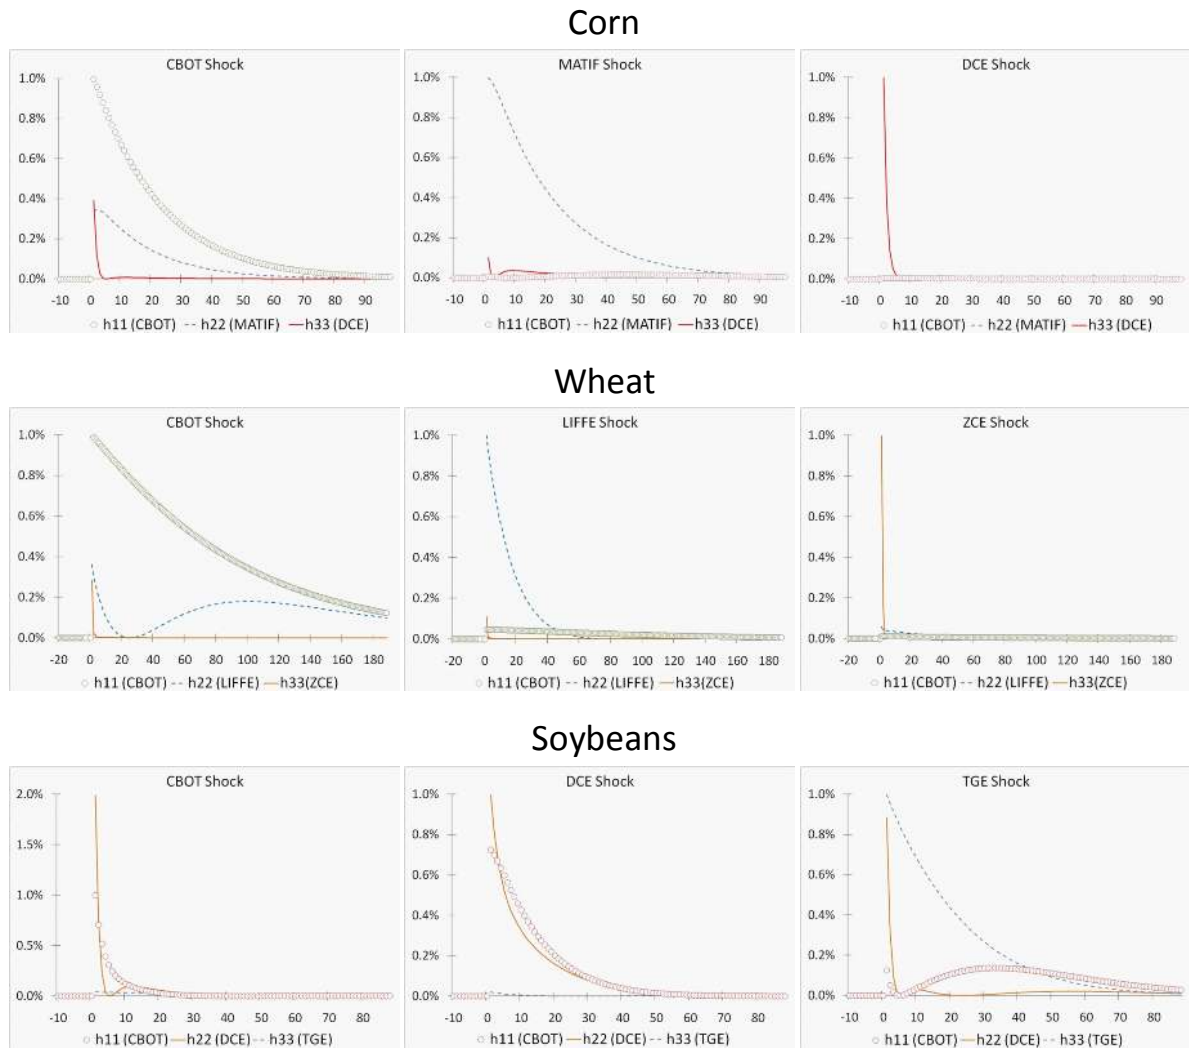 Corn
CBOT Shock
1.0%
0.8%
0.6%
0.4%
0.2%
0.0%
-10 0 10 20 30 40 50 60 70 80 90
h11 (CBOT) h22 (MATIF) h33 (DCE)
MATIF Shock
1.0%
0.8%
0.6%
0.4%
0.2%
0.0%
-10 0 10 20 30 40 50 60 70 80 90
h11 (CBOT) h22 (MATIF) h33 (DCE)
DCE Shock
1.0%
0.8%
0.6%
0.4%
0.2%
0.0%
-10 0 10 20 30 40 50 60 70 80 90
h11 (CBOT) h22 (MATIF) h33 (DCE)
Wheat
CBOT Shock
1.0%
0.8%
0.6%
0.4%
0.2%
0.0%
-20 0 20 40 60 80 100 120 140 160 180
h11 (CBOT) h22 (LIFFE) h33(ZCE)
LIFFE Shock
1.0%
0.8%
0.6%
0.4%
0.2%
0.0%
-20 0 20 40 60 80 100 120 140 160 180
h11 (CBOT) h22 (LIFFE) h33(ZCE)
ZCE Shock
1.0%
0.8%
0.6%
0.4%
0.2%
0.0%
-20 0 20 40 60 80 100 120 140 160 180
h11 (CBOT) h22 (LIFFE) h33(ZCE)
Soybeans
CBOT Shock
2.0%
1.5%
1.0%
0.5%
0.0%
-10 0 10 20 30 40 50 60 70 80
h11 (CBOT) h22 (DCE) h33 (TGE)
DCE Shock
1.0%
0.8%
0.6%
0.4%
0.2%
0.0%
-10 0 10 20 30 40 50 60 70 80
h11 (CBOT) h22 (DCE) h33 (TGE)
TGE Shock
1.0%
0.8%
0.6%
0.4%
0.2%
0.0%
-10 0 10 20 30 40 50 60 70 80
h11 (CBOT) h22 (DCE) h33 (TGE)